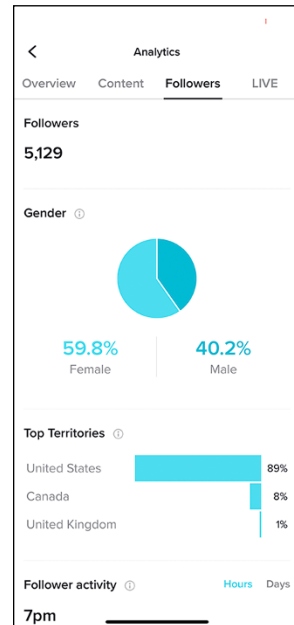 Analytics
Overview Content Followers LIVE
Followers
5,129
Gender
59.8% 40.2%
Female Male
Top Territories
United States 89%
Canada 8%
United Kingdom 1%
Follower activity Hours Days
7pm